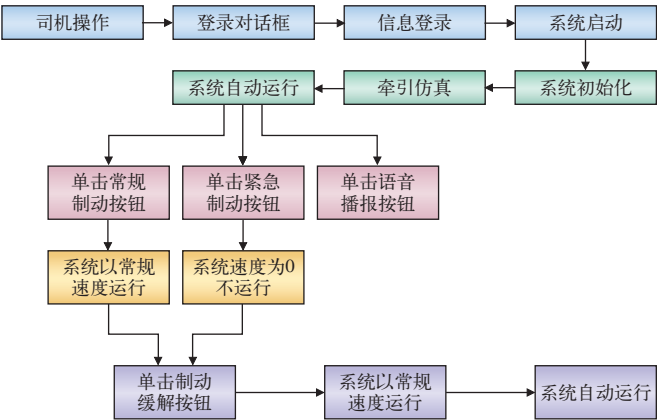 司机操作
登录对话框
信息登录
系统启动
系统自动运行
牵引仿真
系统初始化
单击常规
制动按钮
单击紧急
制动按钮
单击语音
播报按钮
系统以常规
速度运行
系统速度为0
不运行
单击制动
缓解按钮
系统以常规
速度运行
系统自动运行